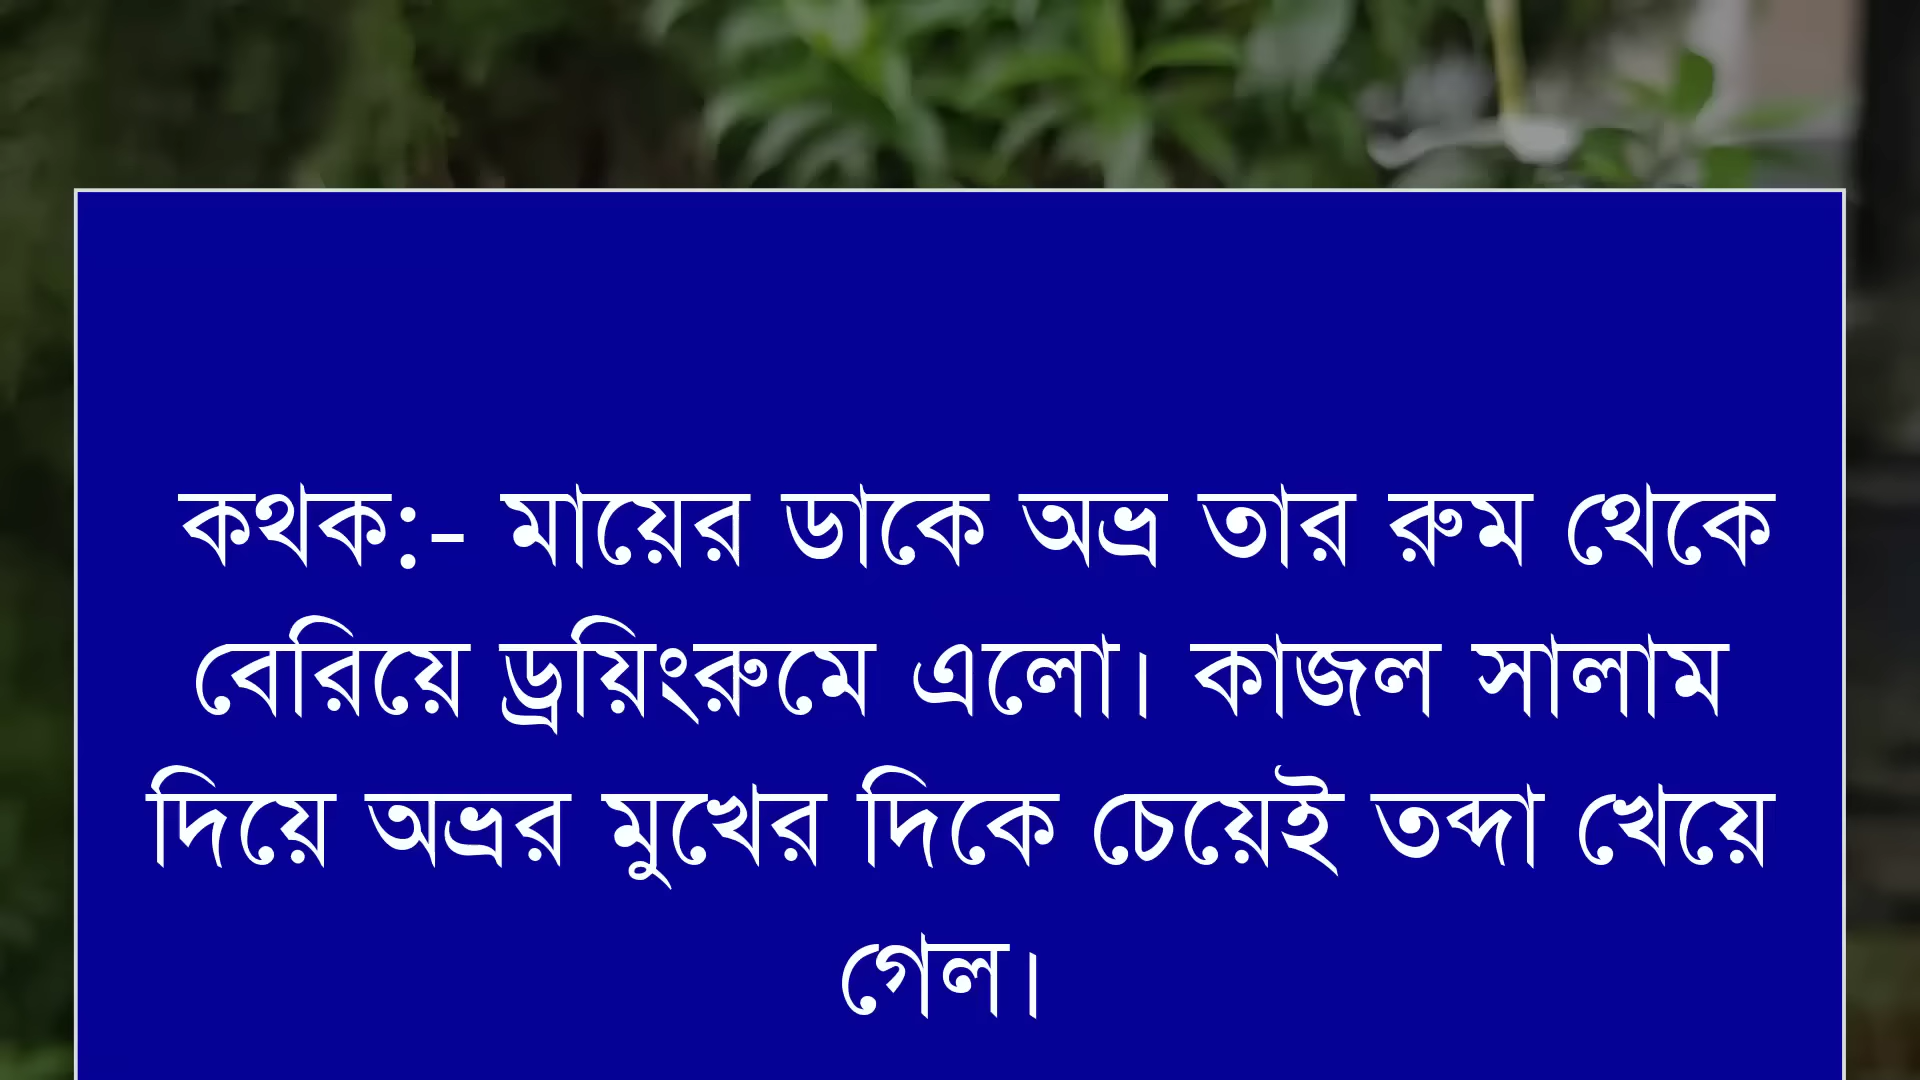 কথক:- মায়ের ডাকে অভ্র তার রুম থেকে
বেরিয়ে ড্রয়িংরুমে এলো। কাজল সালাম
দিয়ে অভ্রর মুখের দিকে চেয়েই তব্দা খেয়ে
গেল।